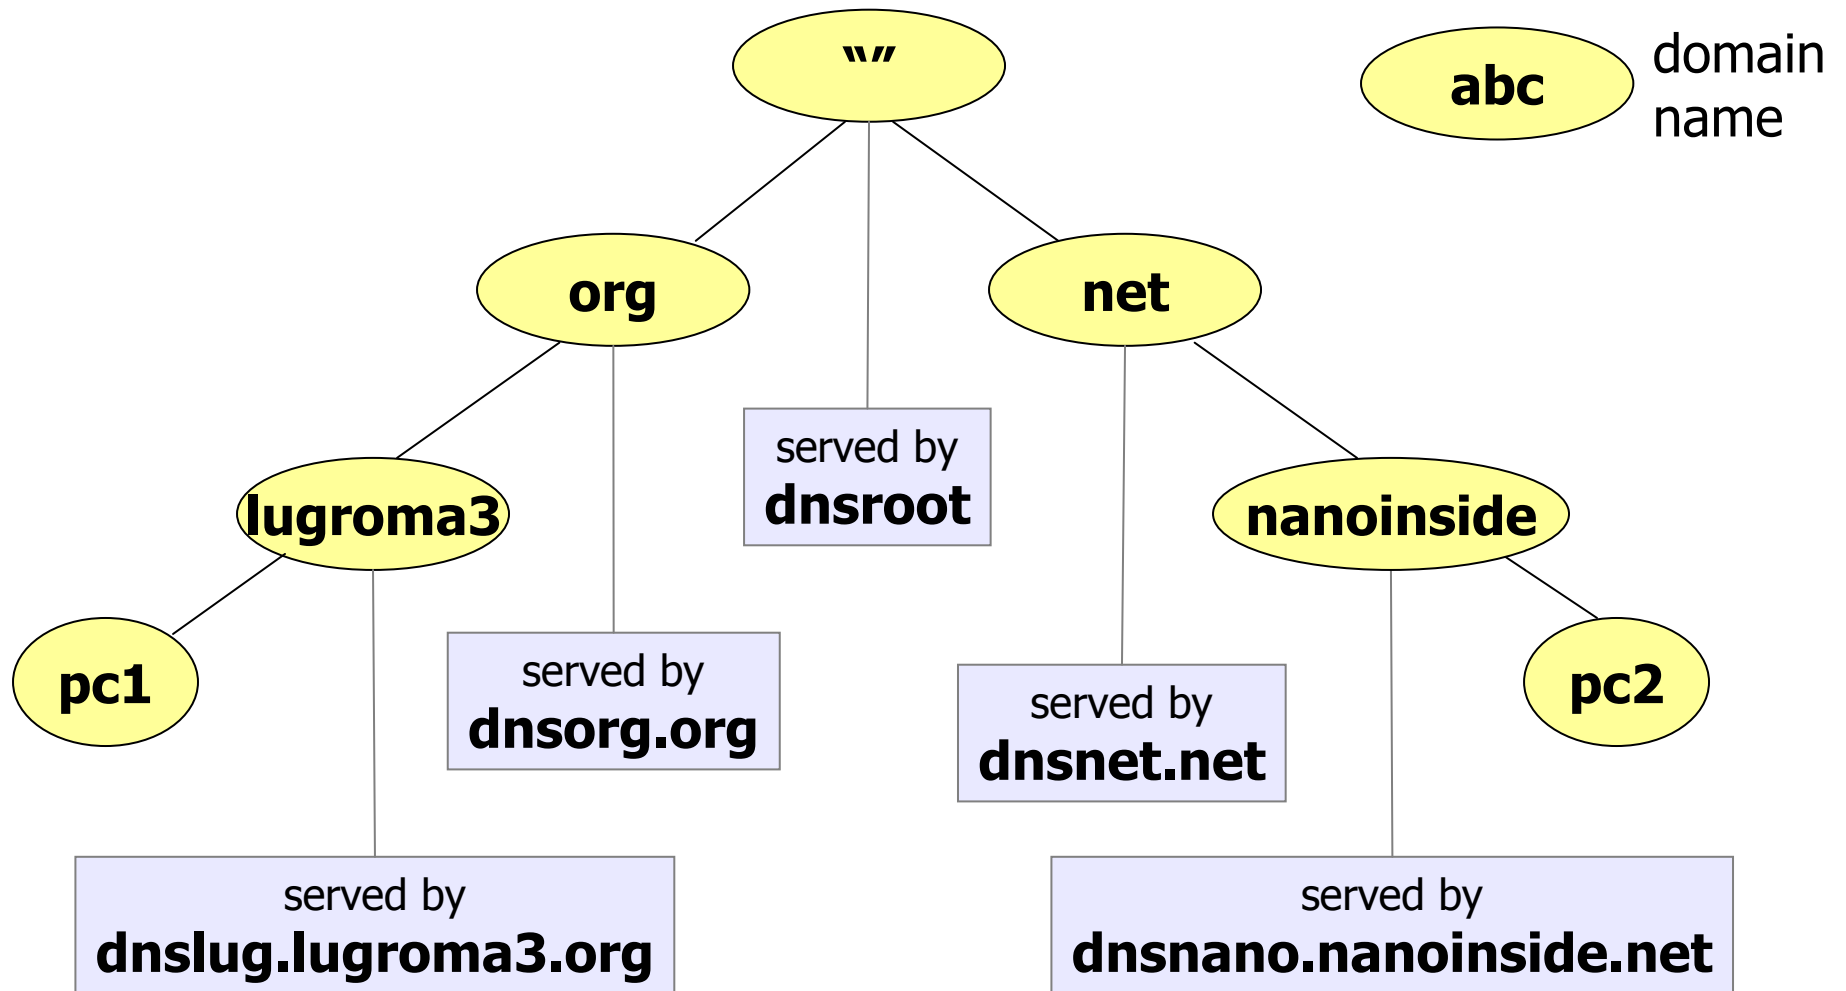 “”
abc
domain
name
org
net
served by
dnsroot
lugroma3
nanoinside
pc1
served by
dnsorg.org
served by
dnsnet.net
pc2
served by
dnslug.lugroma3.org
served by
dnsnano.nanoinside.net